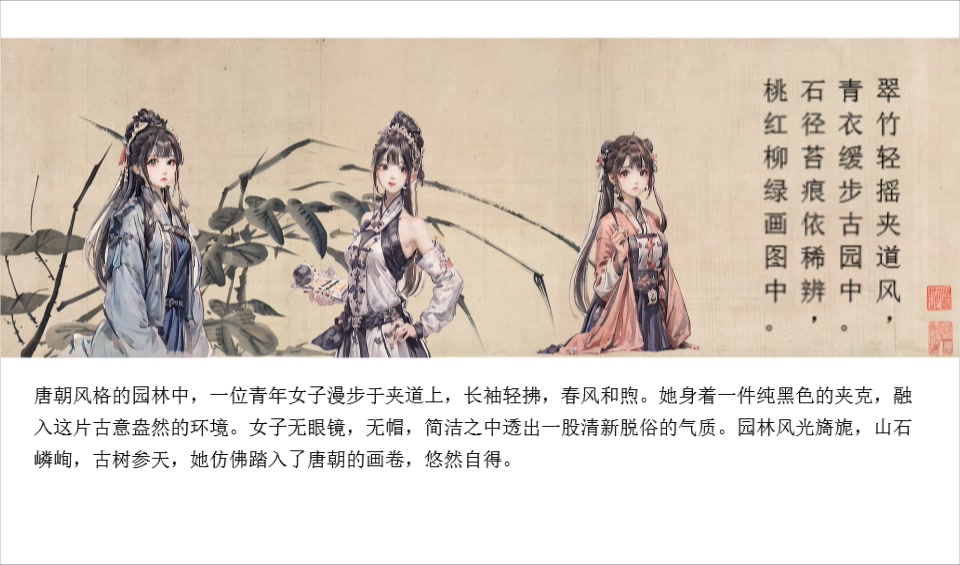 翠竹轻摇夹道风，
青衣缓步古园中。
石径苔痕依稀辨，
桃红柳绿画图中。
唐朝风格的园林中，一位青年女子漫步于夹道上，长袖轻拂，春风和煦。她身着一件纯黑色的夹克，融
入这片古意盎然的环境。女子无眼镜，无帽，简洁之中透出一股清新脱俗的气质。园林风光旖旎，山石
嶙峋，古树参天，她仿佛踏入了唐朝的画卷，悠然自得。